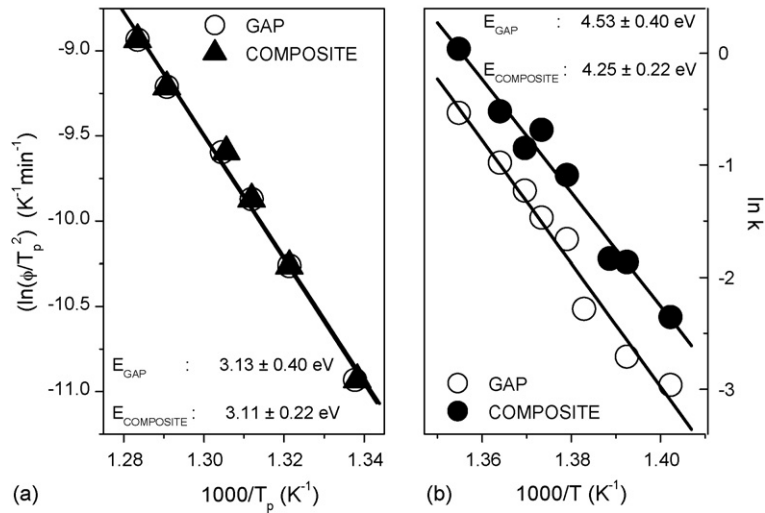 GAP
COMPOSITE
-9.0
-9.5
-10.0
-10.5
-11.0
(ln(ϕ/Tp²) (K⁻¹min⁻¹)
E_GAP : 3.13 ± 0.40 eV
E_COMPOSITE : 3.11 ± 0.22 eV
1.28 1.30 1.32 1.34
(a) 1000/Tp (K⁻¹)
E_GAP : 4.53 ± 0.40 eV
E_COMPOSITE : 4.25 ± 0.22 eV
0
-1
-2
-3
ln k
GAP
COMPOSITE
1.36 1.38 1.40
(b) 1000/T (K⁻¹)